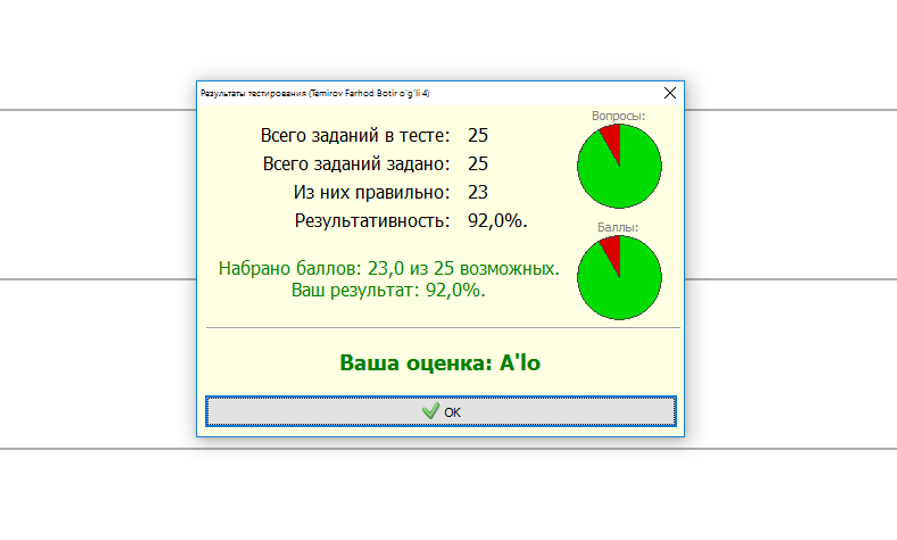 Результаты тестирования (Temirov Farhod Botir o'g'li 4)
Вопросы:
Всего заданий в тесте: 25
Всего заданий задано: 25
Из них правильно: 23
Результативность: 92,0%.
Баллы:
Набрано баллов: 23,0 из 25 возможных.
Ваш результат: 92,0%.
Ваша оценка: A'lo
OK